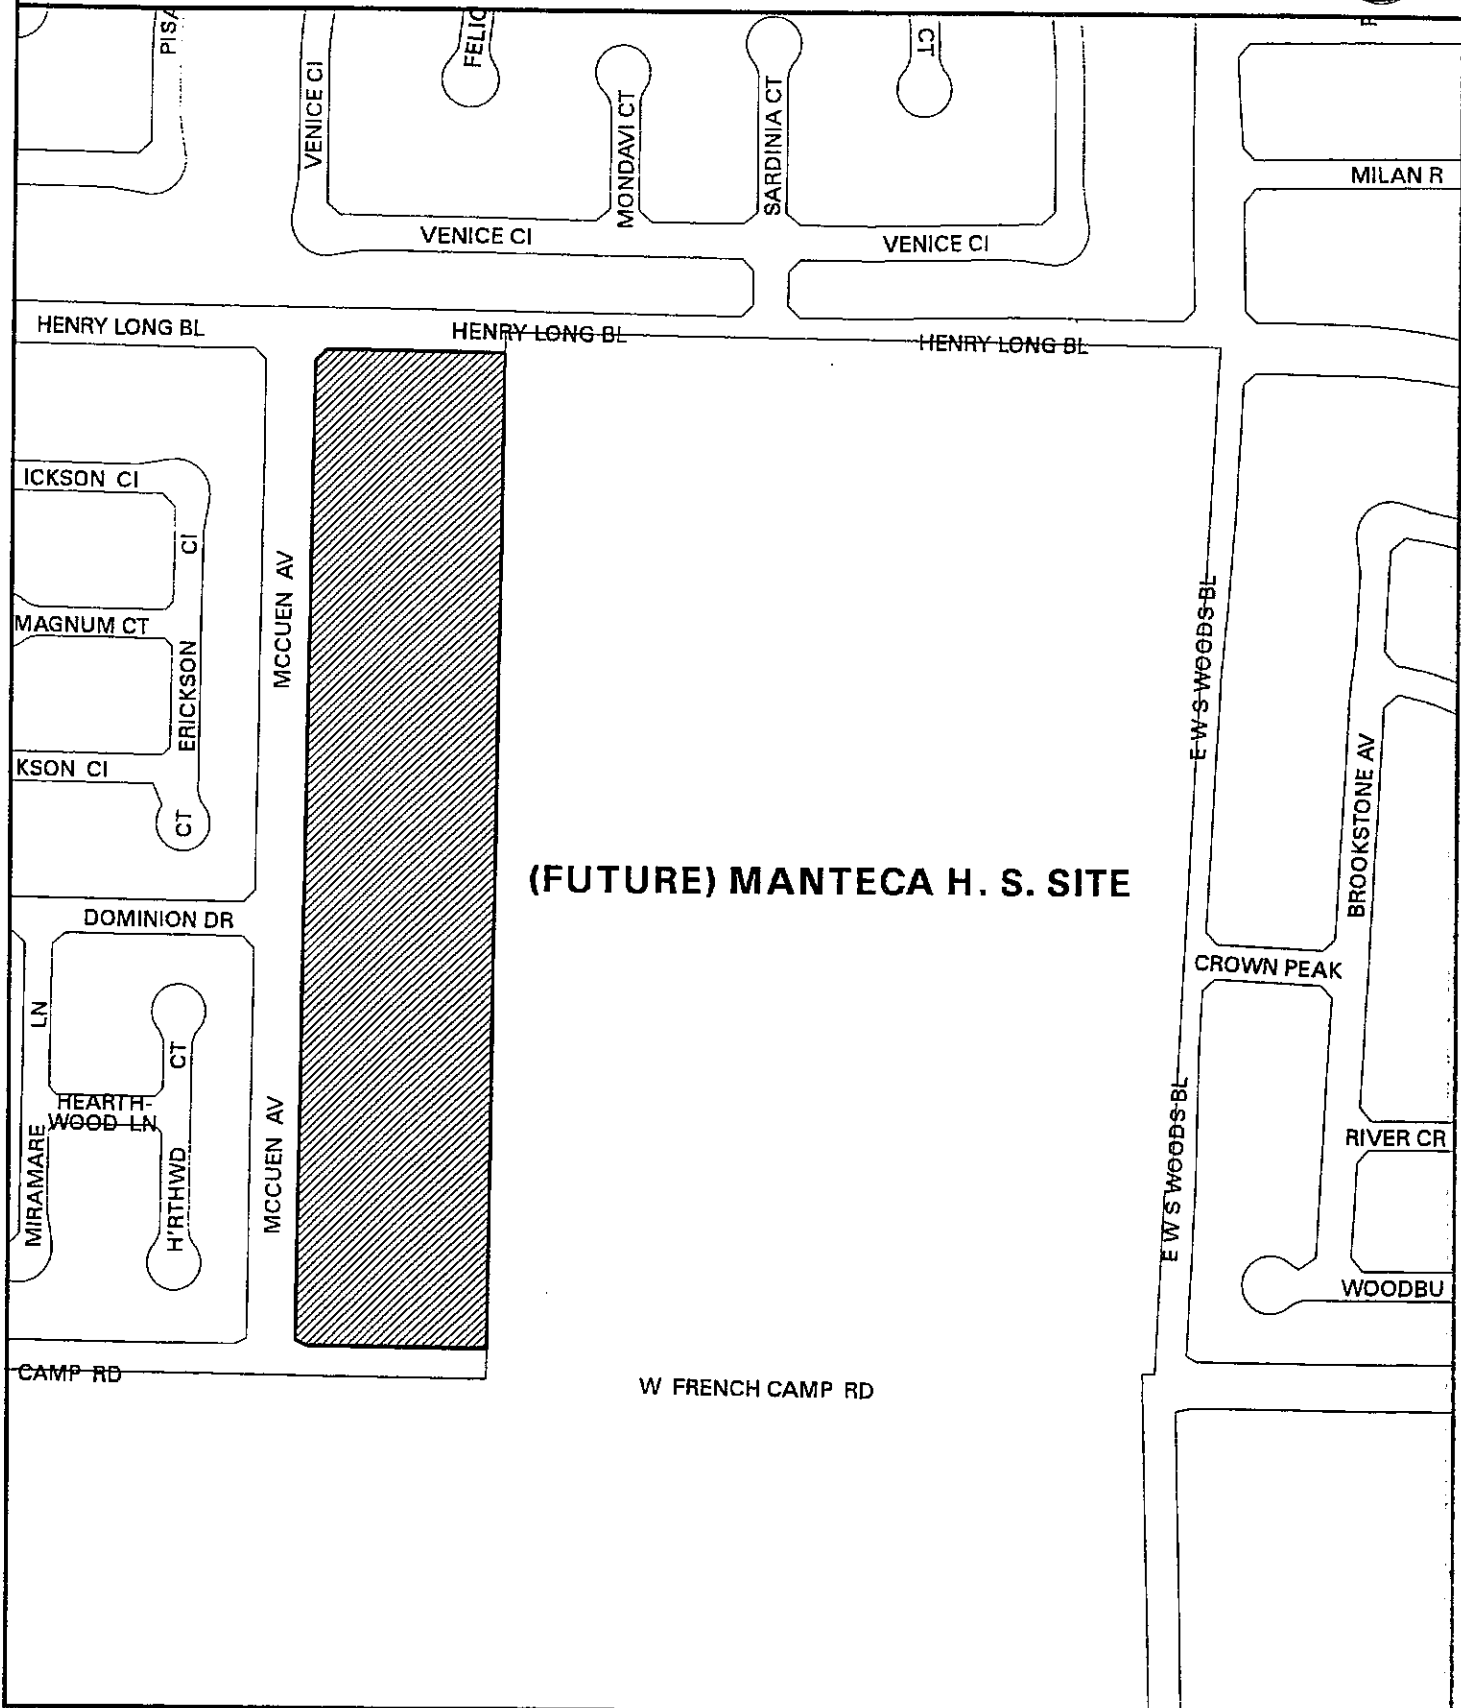 PISA
VENICE CI
FELIC
MONDAVI CT
SARDINIA CT
CT
MILAN R
VENICE CI
VENICE CI
HENRY LONG BL
HENRY LONG BL
HENRY LONG BL
ICKSON CI
CI
MCCUEN AV
MAGNUM CT
ERICKSON
E W S WOODS BL
KSON CI
CT
BROOKSTONE AV
(FUTURE) MANTECA H. S. SITE
DOMINION DR
CROWN PEAK
LN
CT
HEARTH-
WOOD LN
MIRAMARE
H'RTHWD
MCCUEN AV
E W S WOODS BL
RIVER CR
WOODBU
CAMP RD
W FRENCH CAMP RD